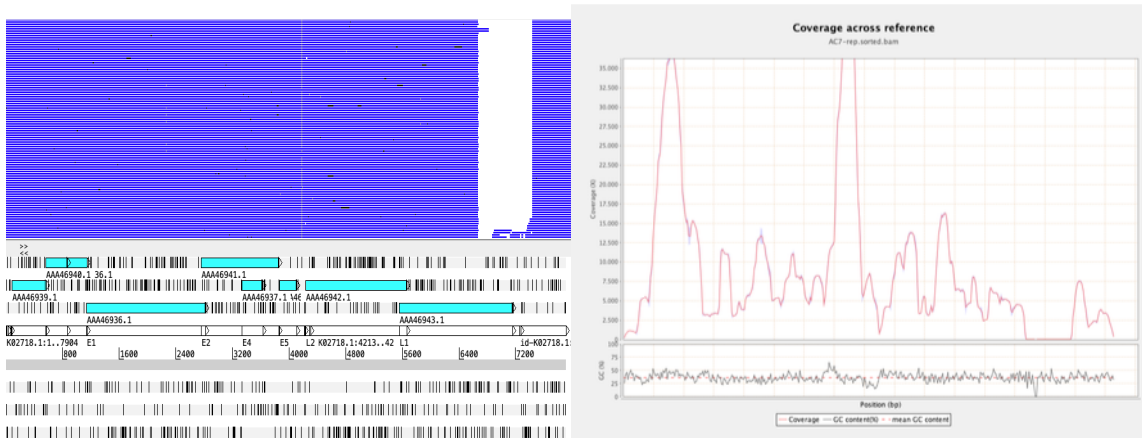 >>
<<
AAA46940.1 36.1
AAA46941.1
AAA46939.1
AAA46937.1
AAA46942.1
AAA46936.1
AAA46943.1
K02718.1:1..7904 E1 E2 E4 E5 L2 K02718.1:4213..42 L1 id-K02718.1:
800 1600 2400 3200 4000 4800 5600 6400 7200
Coverage across reference
AC7-rep.sorted.bam
35.000
32.500
30.000
27.500
25.000
22.500
20.000
17.500
15.000
12.500
10.000
7.500
5.000
2.500
0
Coverage (X)
100
75
50
25
0
GC (%)
Position (bp)
Coverage GC content(%) mean GC content